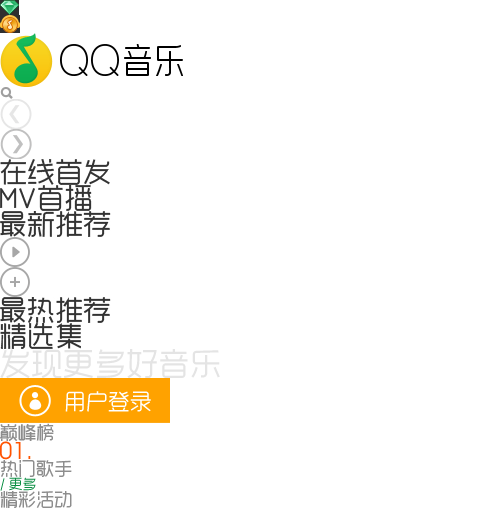 QQ音乐
在线首发
MV首播
最新推荐
最热推荐
精选集
发现更多好音乐
用户登录
巅峰榜
01.
热门歌手
/ 更多
精彩活动